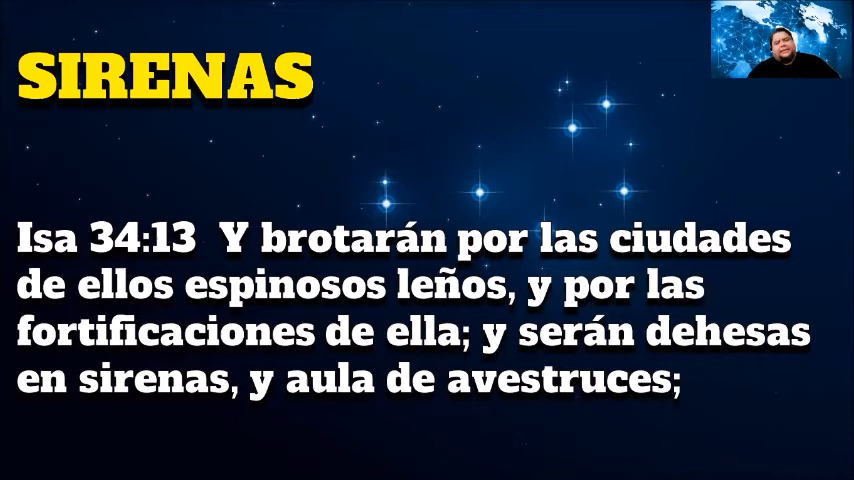 SIRENAS
Isa 34:13 Y brotarán por las ciudades
de ellos espinosos leños, y por las
fortificaciones de ella; y serán dehesas
en sirenas, y aula de avestruces;